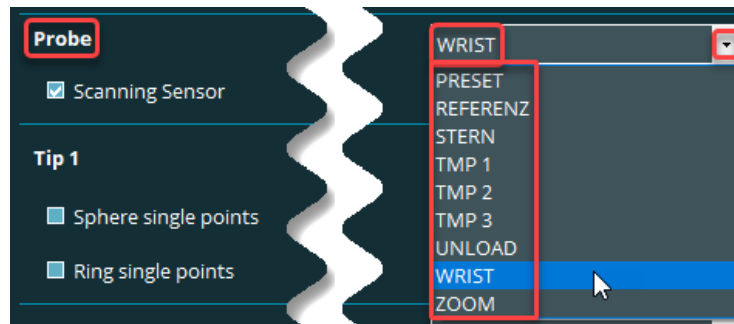 Probe
WRIST
Scanning Sensor
PRESET
REFERENZ
STERN
Tip 1
TMP 1
TMP 2
Sphere single points
TMP 3
UNLOAD
Ring single points
WRIST
ZOOM